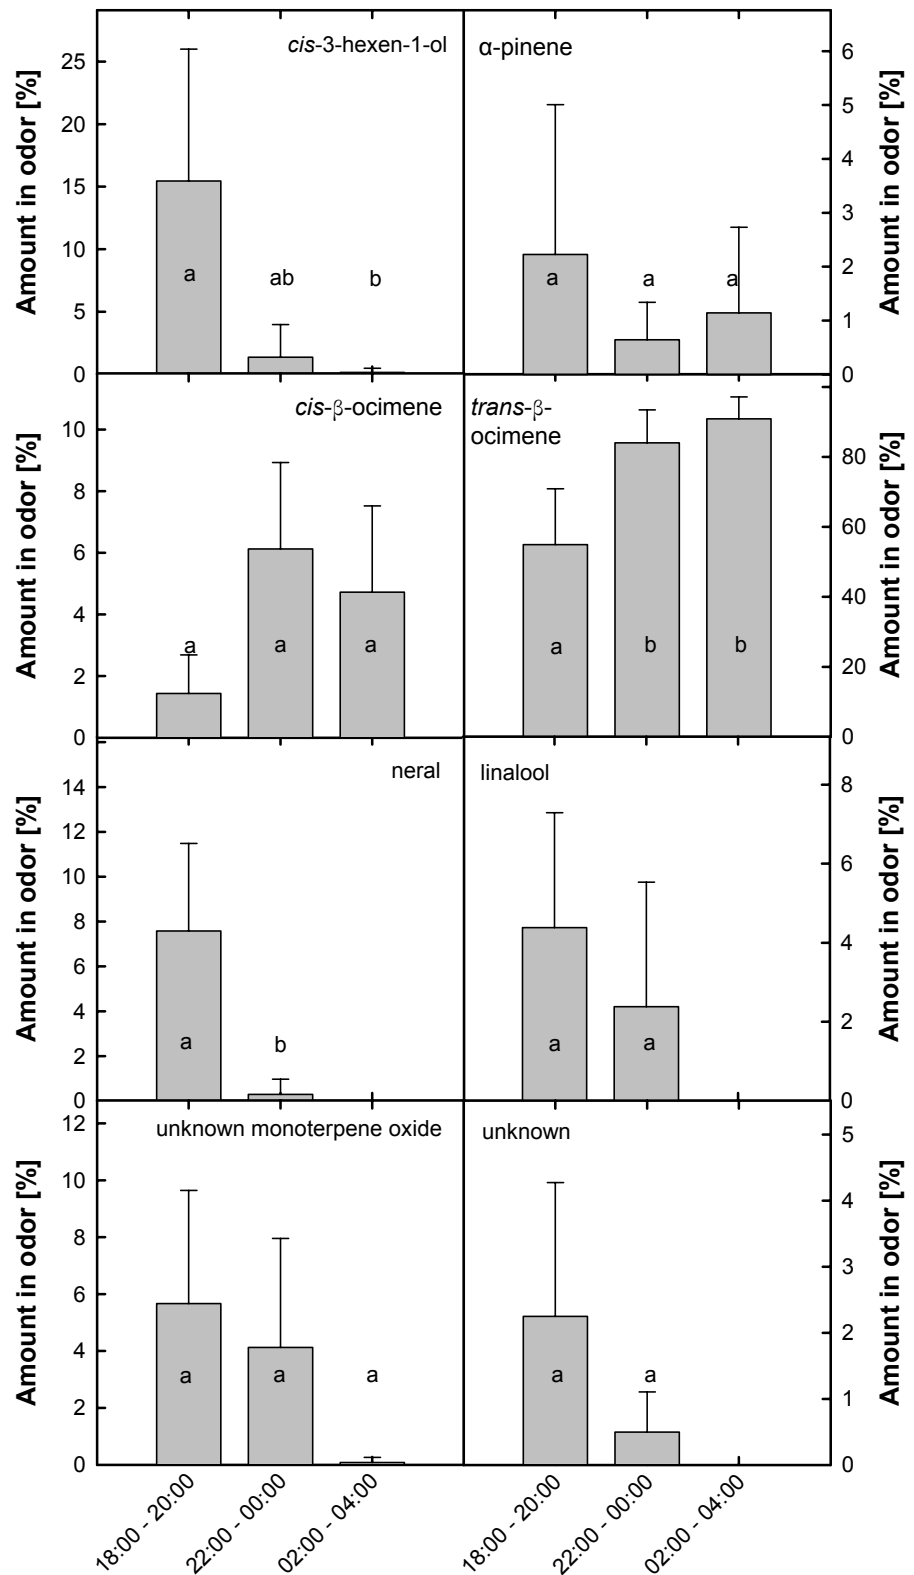 cis-3-hexen-1-ol
Amount in odor [%]
25
20
15
10
5
0
a
ab
b
α-pinene
Amount in odor [%]
6
5
4
3
2
1
0
a
a
a
cis-β-ocimene
Amount in odor [%]
10
8
6
4
2
0
a
a
a
trans-β-
ocimene
Amount in odor [%]
80
60
40
20
0
a
b
b
neral
Amount in odor [%]
14
12
10
8
6
4
2
0
a
b
linalool
Amount in odor [%]
8
6
4
2
0
a
a
unknown monoterpene oxide
Amount in odor [%]
12
10
8
6
4
2
0
a
a
a
unknown
Amount in odor [%]
5
4
3
2
1
0
a
a
18:00 - 20:00
22:00 - 00:00
02:00 - 04:00
18:00 - 20:00
22:00 - 00:00
02:00 - 04:00